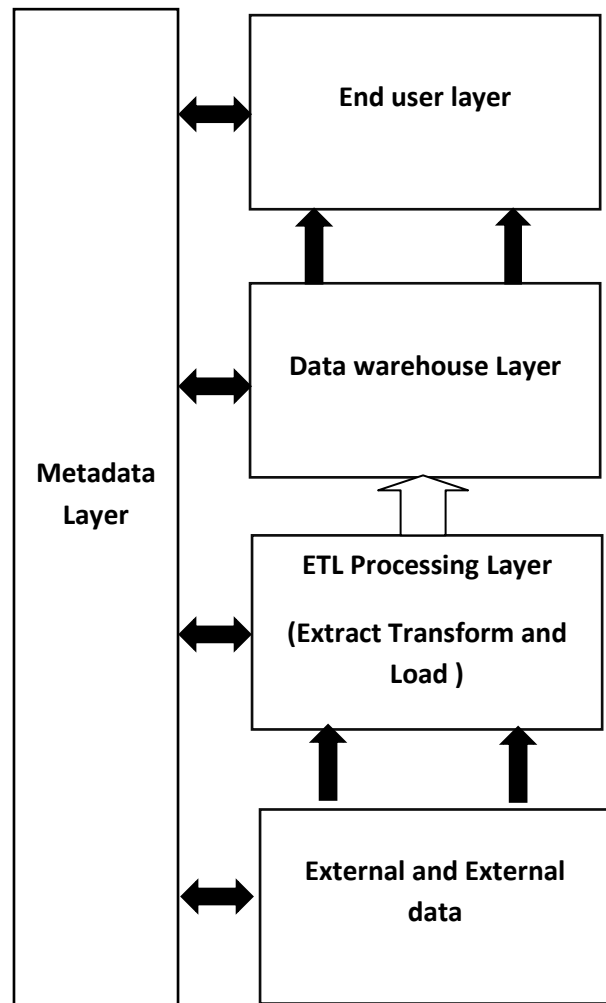 End user layer
Data warehouse Layer
Metadata
Layer
ETL Processing Layer
(Extract Transform and
Load )
External and External
data